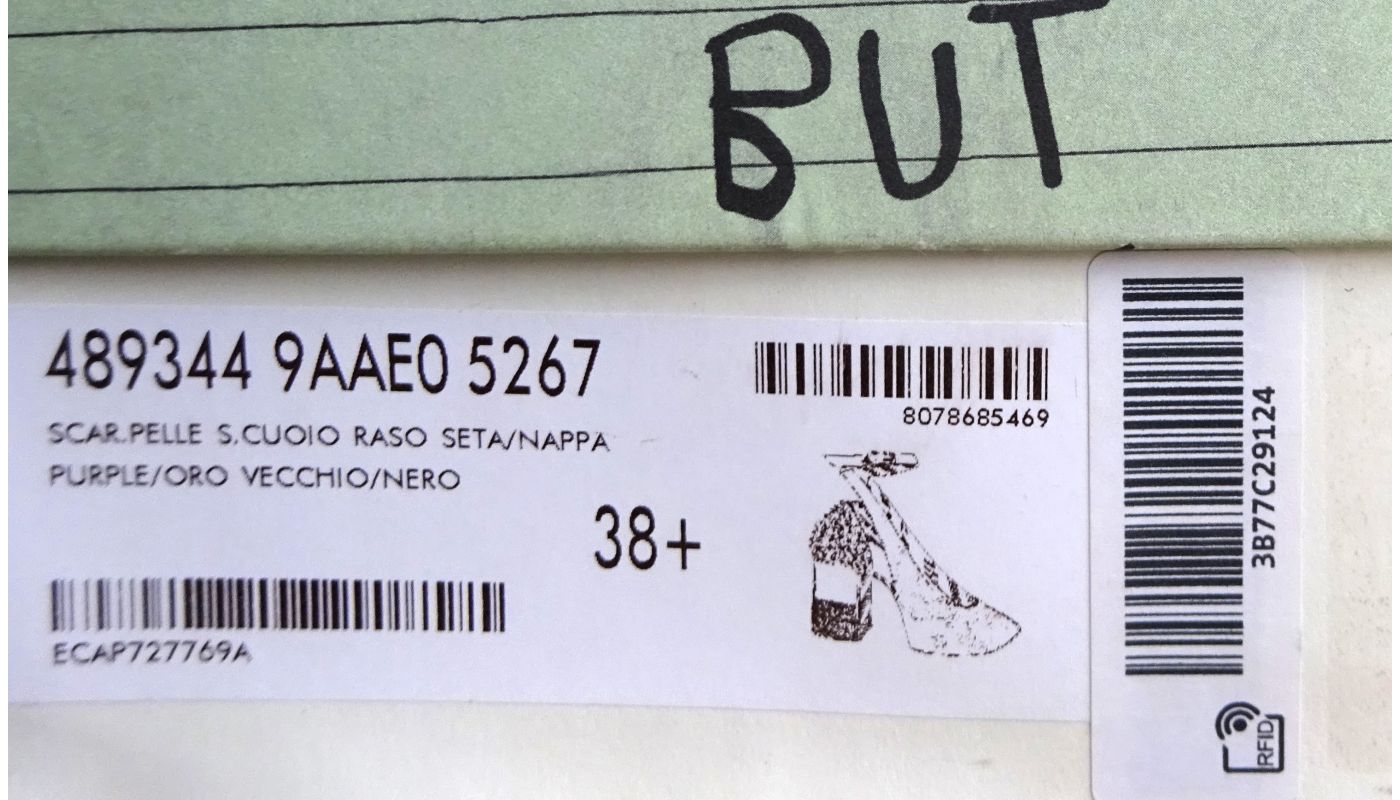 BUT
489344 9AAE0 5267
8078685469
SCAR.PELLE S.CUOIO RASO SETA/NAPPA
PURPLE/ORO VECCHIO/NERO
38+
ECAP727769A
3B77C29124
RFID